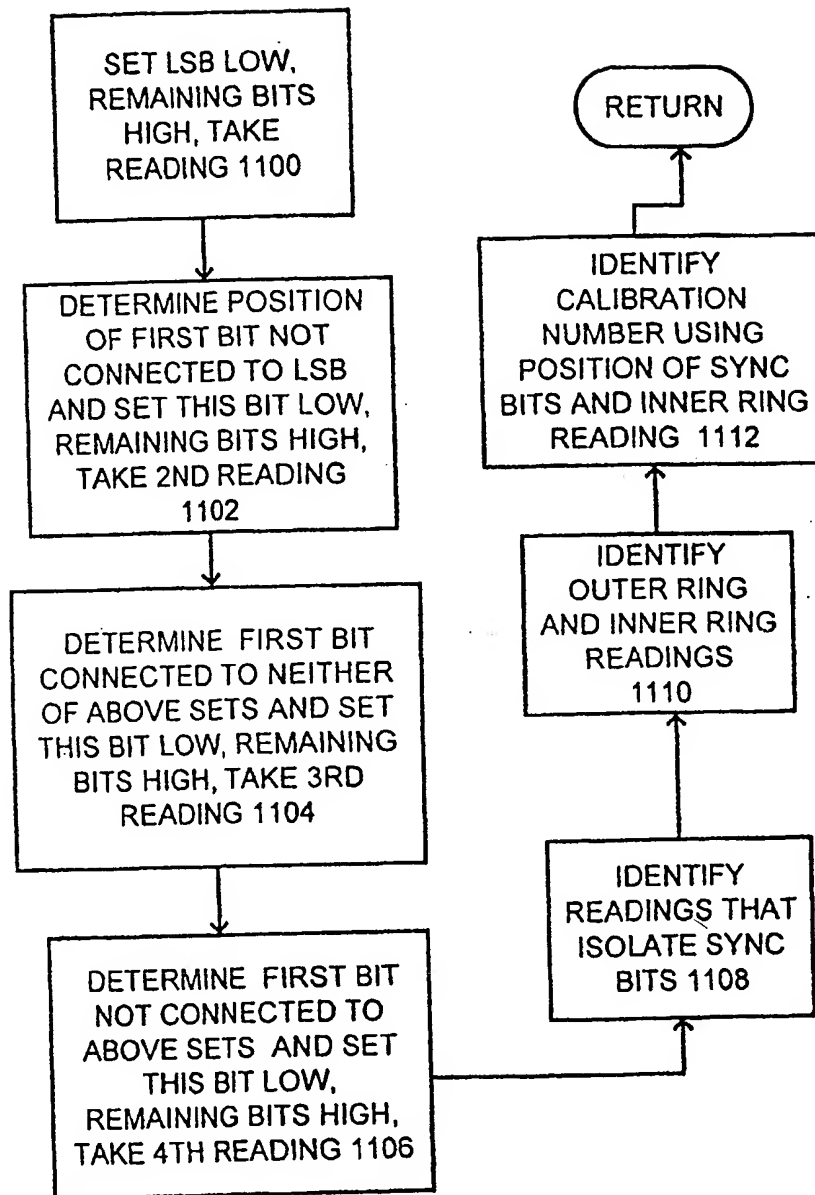 SET LSB LOW,
REMAINING BITS
HIGH, TAKE
READING 1100
DETERMINE POSITION
OF FIRST BIT NOT
CONNECTED TO LSB
AND SET THIS BIT LOW,
REMAINING BITS HIGH,
TAKE 2ND READING
1102
DETERMINE FIRST BIT
CONNECTED TO NEITHER
OF ABOVE SETS AND SET
THIS BIT LOW, REMAINING
BITS HIGH, TAKE 3RD
READING 1104
DETERMINE FIRST BIT
NOT CONNECTED TO
ABOVE SETS AND SET
THIS BIT LOW,
REMAINING BITS HIGH,
TAKE 4TH READING 1106
IDENTIFY
READINGS THAT
ISOLATE SYNC
BITS 1108
IDENTIFY
OUTER RING
AND INNER RING
READINGS
1110
IDENTIFY
CALIBRATION
NUMBER USING
POSITION OF SYNC
BITS AND INNER RING
READING 1112
RETURN